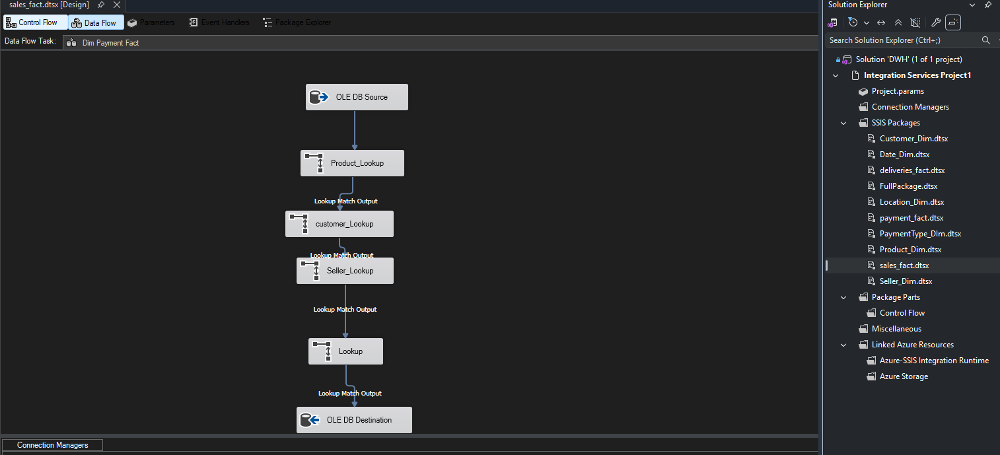 sales_fact.dtsx [Design]
Control Flow
Data Flow
Parameters
Event Handlers
Package Explorer
Data Flow Task:
Dim Payment Fact
OLE DB Source
Product_Lookup
Lookup Match Output
customer_Lookup
Lookup Match Output
Seller_Lookup
Lookup Match Output
Lookup
Lookup Match Output
OLE DB Destination
Connection Managers
Solution Explorer
Search Solution Explorer (Ctrl+;)
Solution 'DWH' (1 of 1 project)
Integration Services Project1
Project.params
Connection Managers
SSIS Packages
Customer_Dim.dtsx
Date_Dim.dtsx
deliveries_fact.dtsx
FullPackage.dtsx
Location_Dim.dtsx
payment_fact.dtsx
PaymentType_DIm.dtsx
Product_Dim.dtsx
sales_fact.dtsx
Seller_Dim.dtsx
Package Parts
Control Flow
Miscellaneous
Linked Azure Resources
Azure-SSIS Integration Runtime
Azure Storage